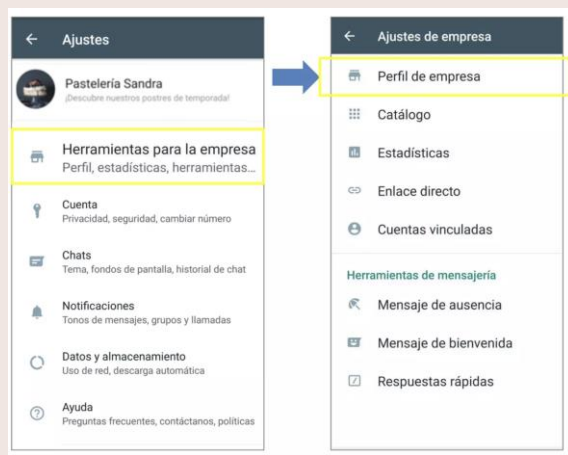 Ajustes
Pastelería Sandra
¡Descubre nuestros postres de temporada!
Herramientas para la empresa
Perfil, estadísticas, herramientas...
Cuenta
Privacidad, seguridad, cambiar número
Chats
Tema, fondos de pantalla, historial de chat
Notificaciones
Tonos de mensajes, grupos y llamadas
Datos y almacenamiento
Uso de red, descarga automática
Ayuda
Preguntas frecuentes, contáctanos, políticas
Ajustes de empresa
Perfil de empresa
Catálogo
Estadísticas
Enlace directo
Cuentas vinculadas
Herramientas de mensajería
Mensaje de ausencia
Mensaje de bienvenida
Respuestas rápidas